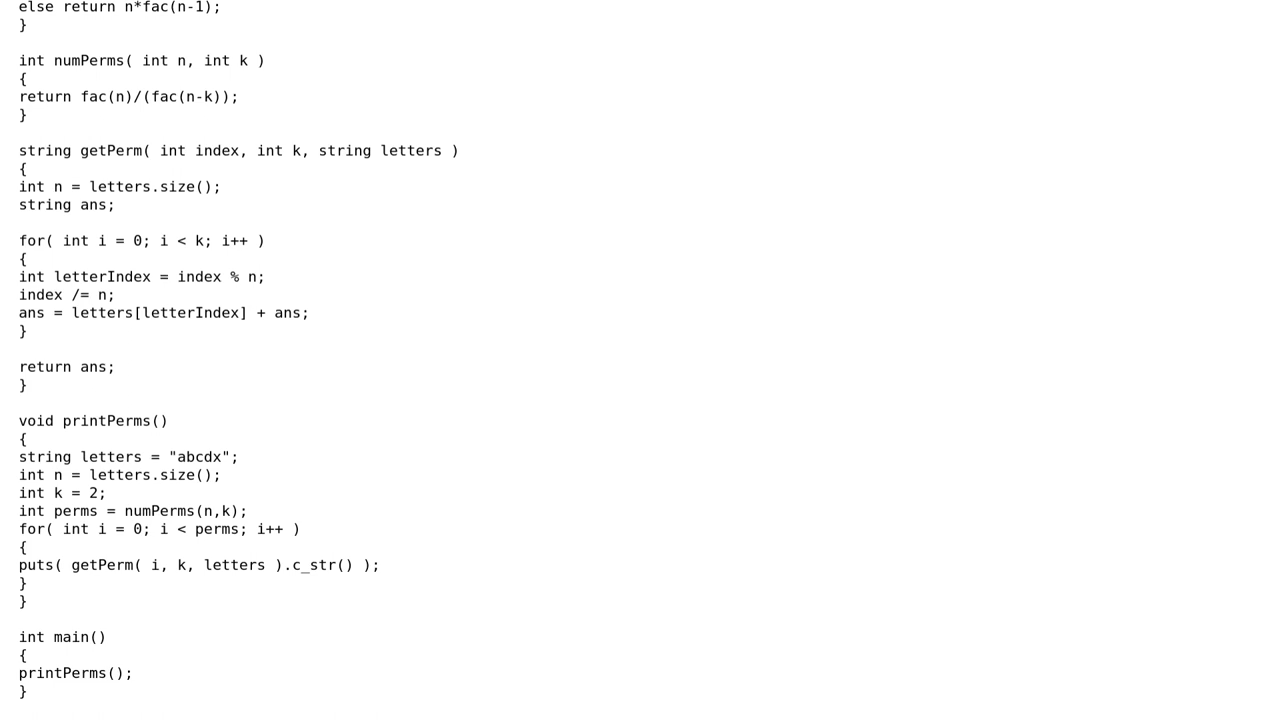 else return n*fac(n-1);
}
int numPerms( int n, int k )
{
return fac(n)/(fac(n-k));
}
string getPerm( int index, int k, string letters )
{
int n = letters.size();
string ans;
for( int i = 0; i < k; i++ )
{
int letterIndex = index % n;
index /= n;
ans = letters[letterIndex] + ans;
}
return ans;
}
void printPerms()
{
string letters = "abcdx";
int n = letters.size();
int k = 2;
int perms = numPerms(n,k);
for( int i = 0; i < perms; i++ )
{
puts( getPerm( i, k, letters ).c_str() );
}
}
int main()
{
printPerms();
}